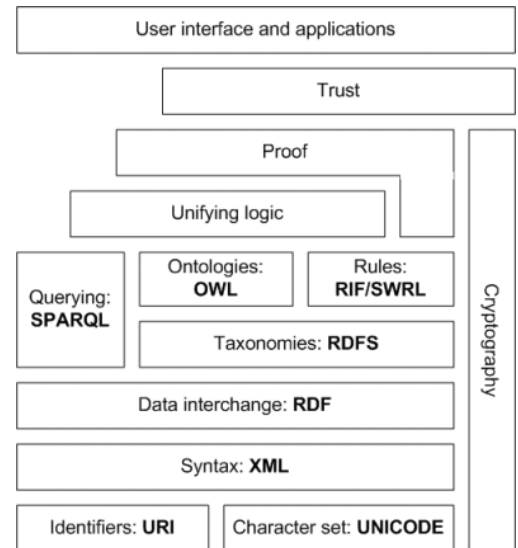 User interface and applications
Trust
Proof
Unifying logic
Querying:
SPARQL
Ontologies:
OWL
Rules:
RIF/SWRL
Taxonomies: RDFS
Cryptography
Data interchange: RDF
Syntax: XML
Identifiers: URI
Character set: UNICODE